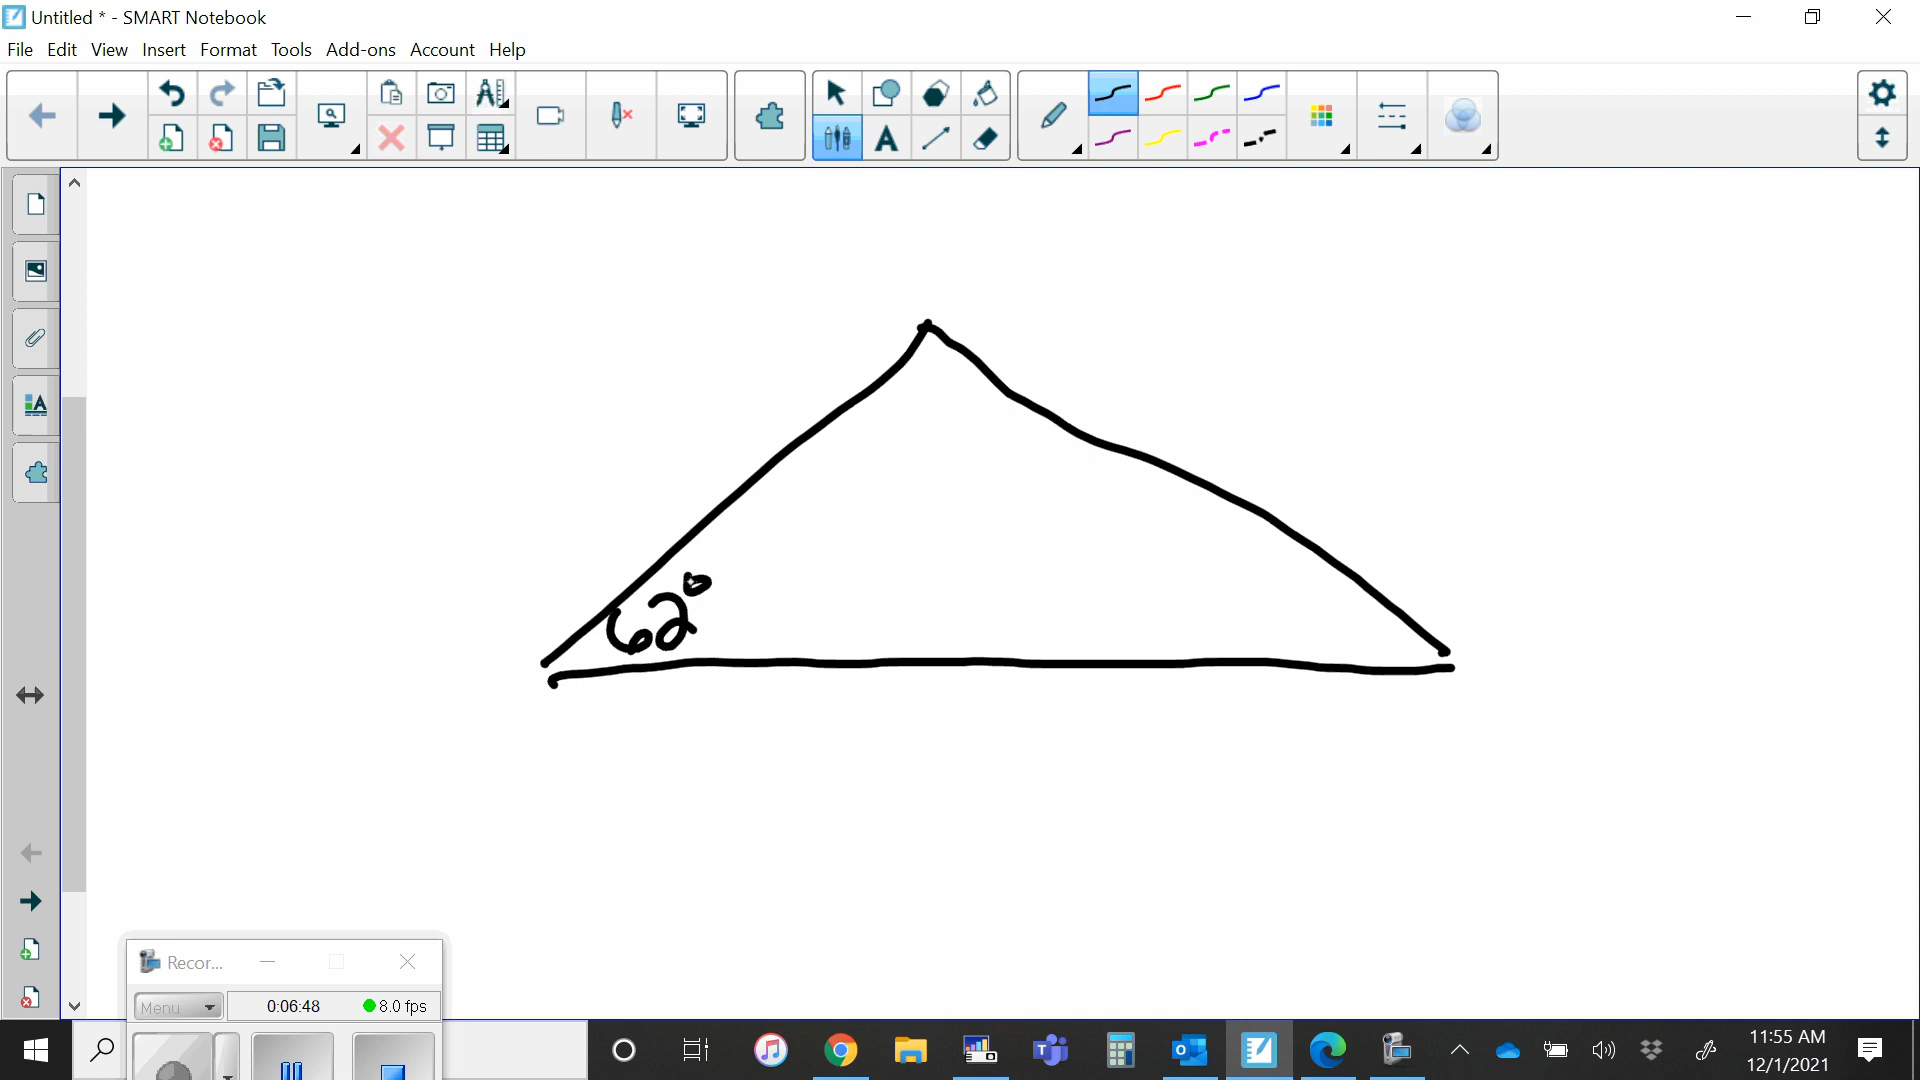 Untitled * - SMART Notebook
File Edit View Insert Format Tools Add-ons Account Help
62°
Recor...
Menu 0:06:48 8.0 fps
11:55 AM
12/1/2021